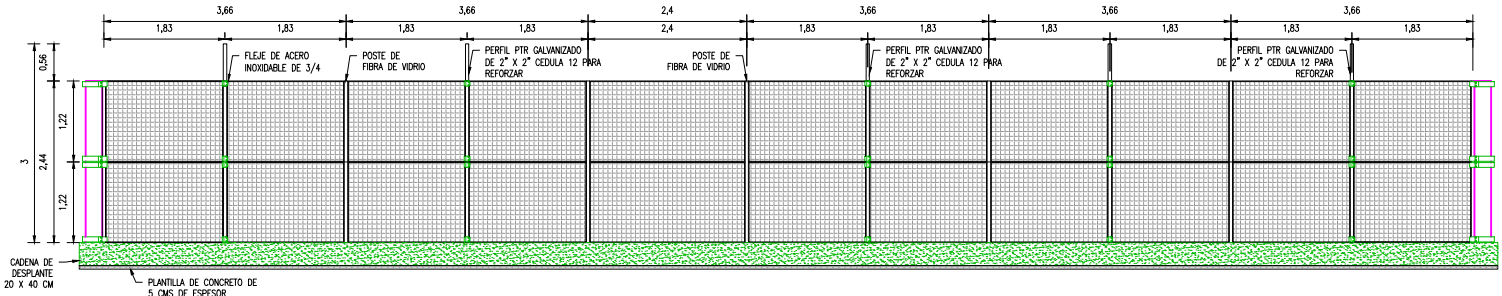 3,66
3,66
2,4
3,66
3,66
3,66
1,83
1,83
1,83
1,83
2,4
1,83
1,83
1,83
1,83
1,83
1,83
0,56
FLEJE DE ACERO
INOXIDABLE DE 3/4
POSTE DE
FIBRA DE VIDRIO
PERFIL PTR GALVANIZADO
DE 2" X 2" CEDULA 12 PARA
REFORZAR
POSTE DE
FIBRA DE VIDRIO
PERFIL PTR GALVANIZADO
DE 2" X 2" CEDULA 12 PARA
REFORZAR
PERFIL PTR GALVANIZADO
DE 2" X 2" CEDULA 12 PARA
REFORZAR
1,22
3
2,44
1,22
CADENA DE
DESPLANTE
20 X 40 CM
PLANTILLA DE CONCRETO DE
5 CMS DE ESPESOR